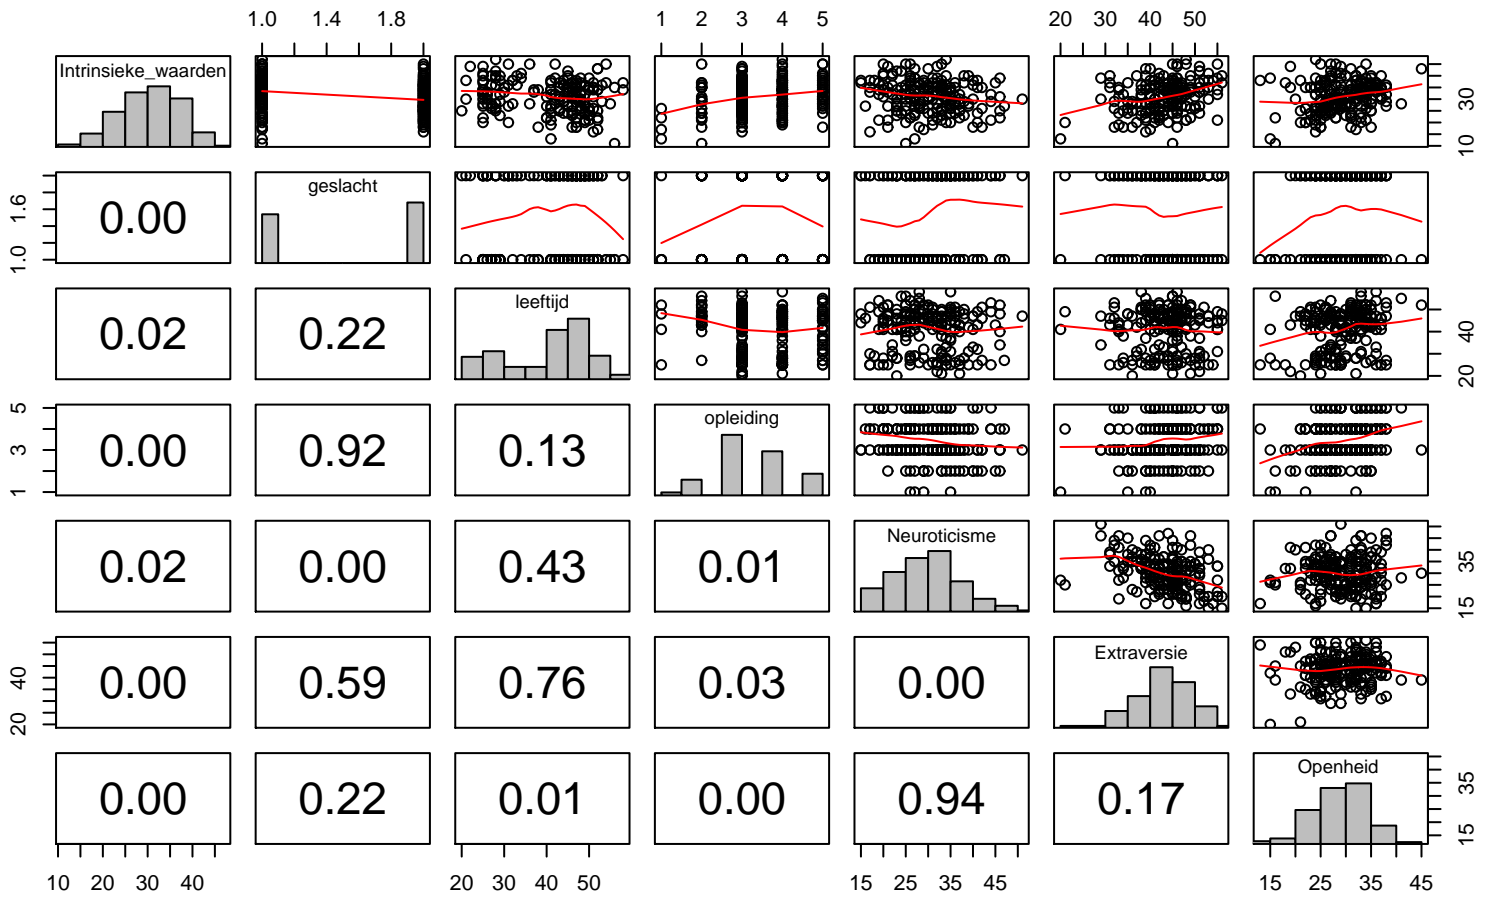 1.0 1.4 1.8 1 2 3 4 5 20 30 40 50
Intrinsieke_waarden
10 30
geslacht
0.00
1.0 1.6
leeftijd
0.02 0.22
20 40
opleiding
1 3 5
0.00 0.92 0.13
Neuroticisme
0.02 0.00 0.43 0.01
15 35
Extraversie
20 40
0.00 0.59 0.76 0.03 0.00
Openheid
0.00 0.22 0.01 0.00 0.94 0.17
15 35
10 20 30 40 20 30 40 50 15 25 35 45 15 25 35 45